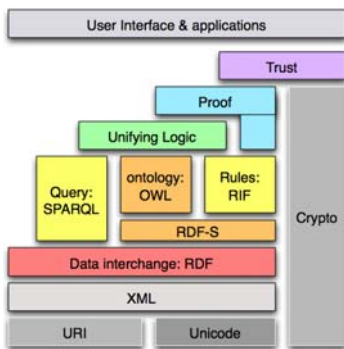 User Interface & applications
Trust
Proof
Unifying Logic
Query:
SPARQL
ontology:
OWL
Rules:
RIF
Crypto
RDF-S
Data interchange: RDF
XML
URI
Unicode